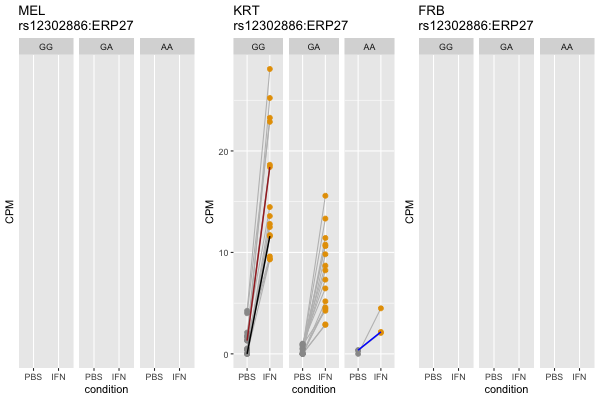 MEL
rs12302886:ERP27
GG GA AA
CPM
PBS IFN PBS IFN PBS IFN
condition
KRT
rs12302886:ERP27
GG GA AA
CPM
20
10
0
PBS IFN PBS IFN PBS IFN
condition
FRB
rs12302886:ERP27
GG GA AA
CPM
PBS IFN PBS IFN PBS IFN
condition